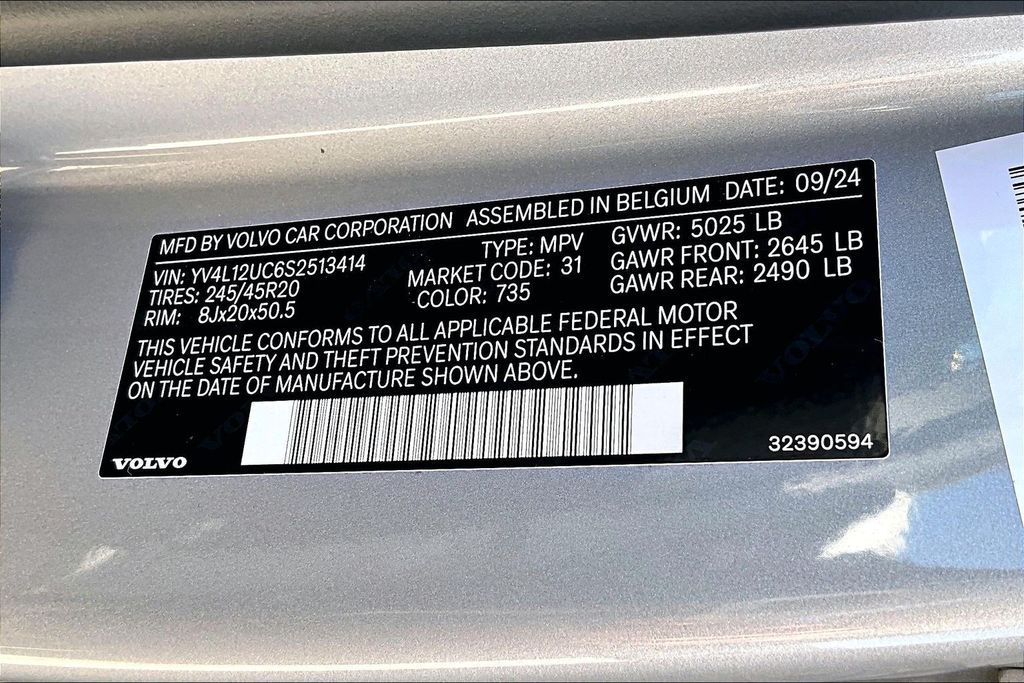 MFD BY VOLVO CAR CORPORATION ASSEMBLED IN BELGIUM DATE: 09/24
VIN: YV4L12UC6S2513414 TYPE: MPV GVWR: 5025 LB
TIRES: 245/45R20 MARKET CODE: 31 GAWR FRONT: 2645 LB
RIM: 8Jx20x50.5 COLOR: 735 GAWR REAR: 2490 LB
THIS VEHICLE CONFORMS TO ALL APPLICABLE FEDERAL MOTOR
VEHICLE SAFETY AND THEFT PREVENTION STANDARDS IN EFFECT
ON THE DATE OF MANUFACTURE SHOWN ABOVE.
VOLVO 32390594